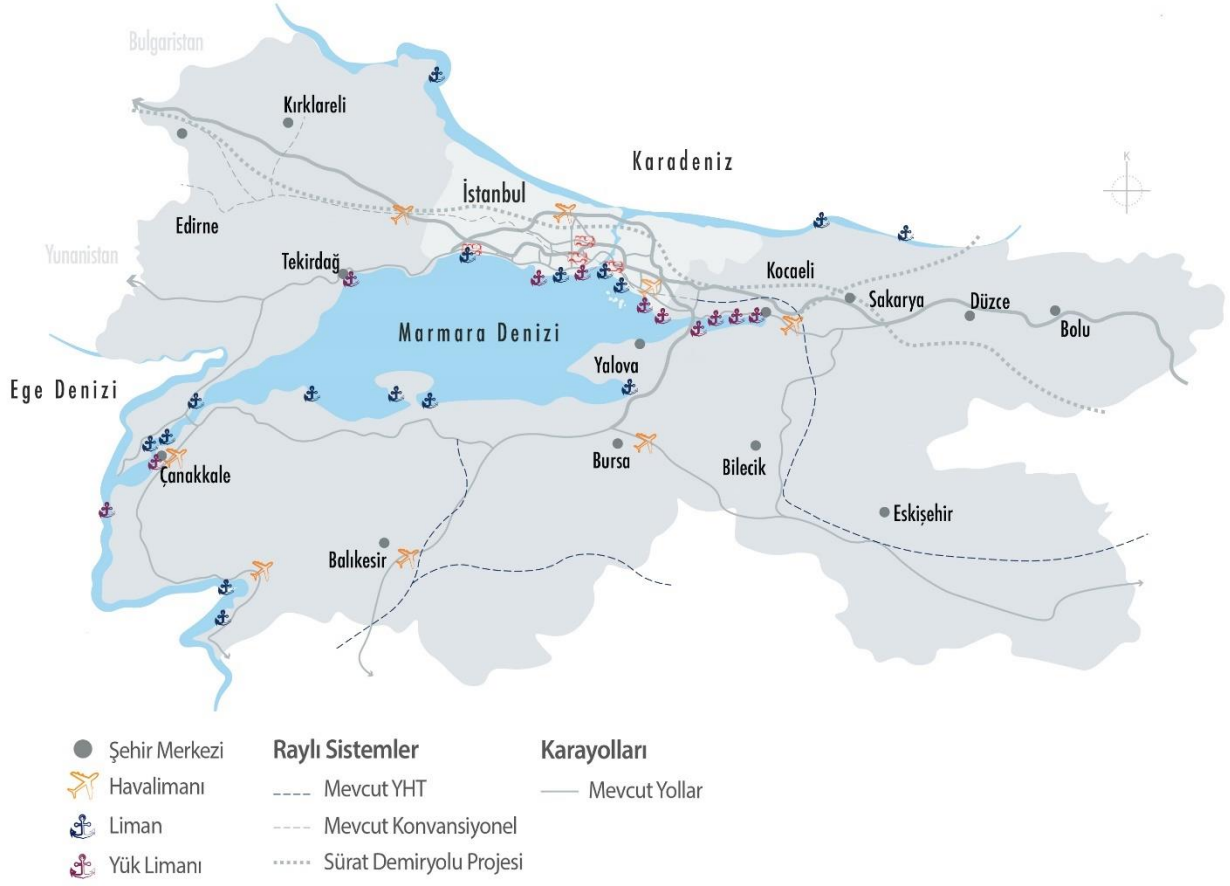 Bulgaristan
Kırklareli
Karadeniz
K
İstanbul
Edirne
Yunanistan
Tekirdağ
Kocaeli
Sakarya
Düzce
Bolu
Marmara Denizi
Yalova
Ege Denizi
Çanakkale
Bursa
Bilecik
Eskişehir
Balıkesir
Şehir Merkezi
Havalimanı
Liman
Yük Limanı
Raylı Sistemler
Mevcut YHT
Mevcut Konvansiyonel
Sürat Demiryolu Projesi
Karayolları
Mevcut Yollar